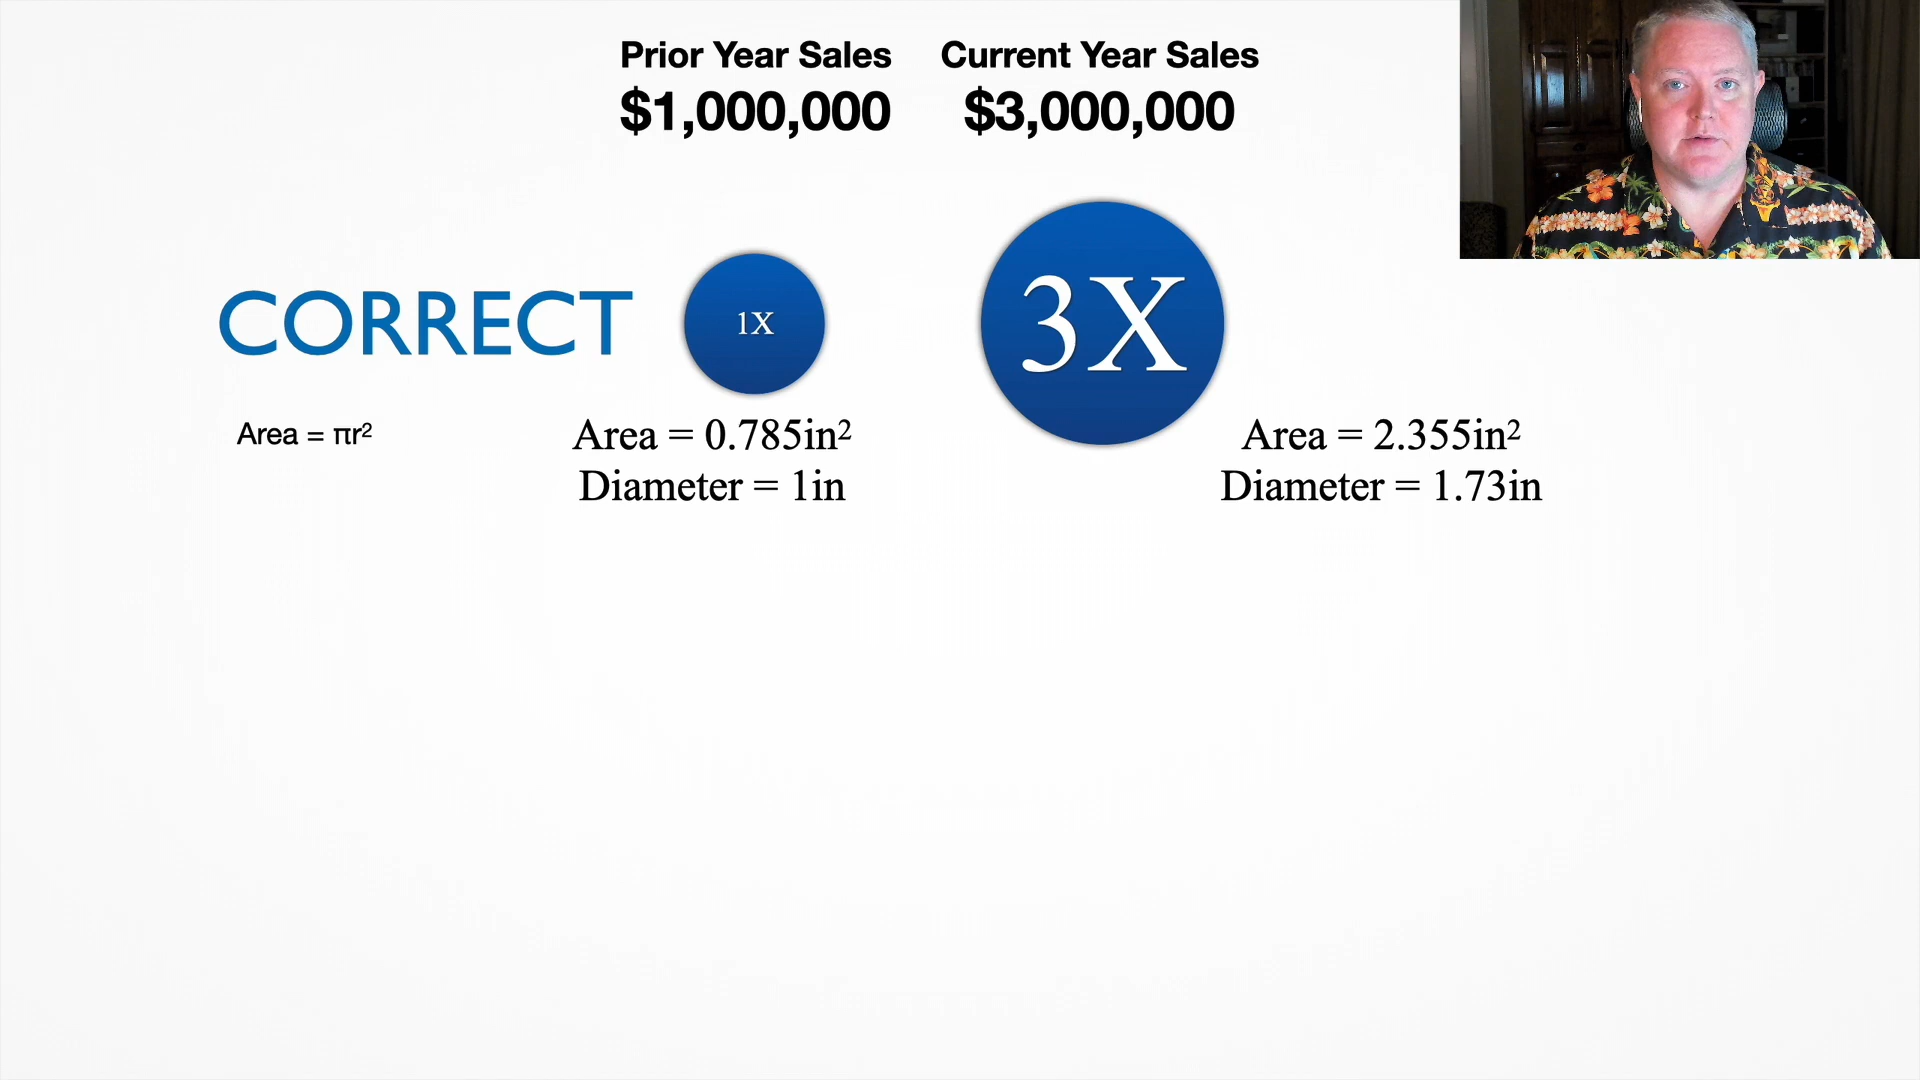 Prior Year Sales
Current Year Sales
$1,000,000
$3,000,000
CORRECT
1X
3X
Area = πr²
Area = 0.785in²
Diameter = 1in
Area = 2.355in²
Diameter = 1.73in